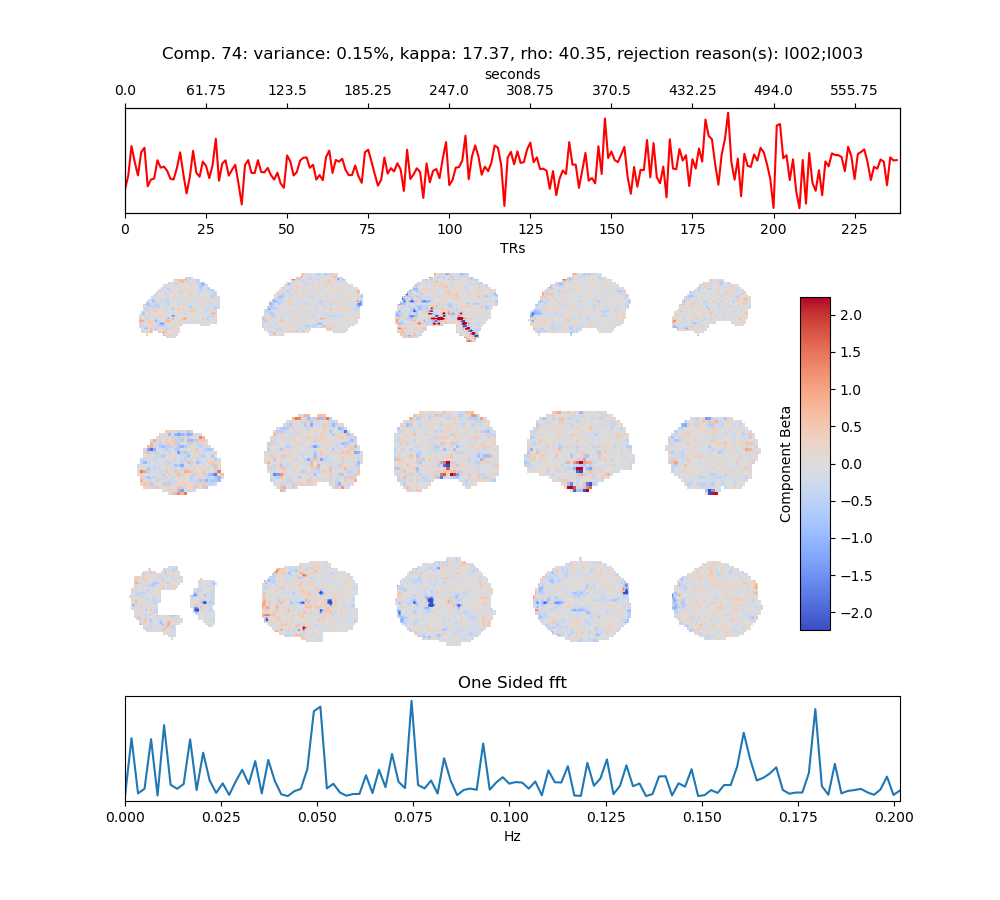 Comp. 74: variance: 0.15%, kappa: 17.37, rho: 40.35, rejection reason(s): I002;I003
seconds
0.0 61.75 123.5 185.25 247.0 308.75 370.5 432.25 494.0 555.75
0 25 50 75 100 125 150 175 200 225
TRs
Component Beta
2.0
1.5
1.0
0.5
0.0
−0.5
−1.0
−1.5
−2.0
One Sided fft
0.000 0.025 0.050 0.075 0.100 0.125 0.150 0.175 0.200
Hz